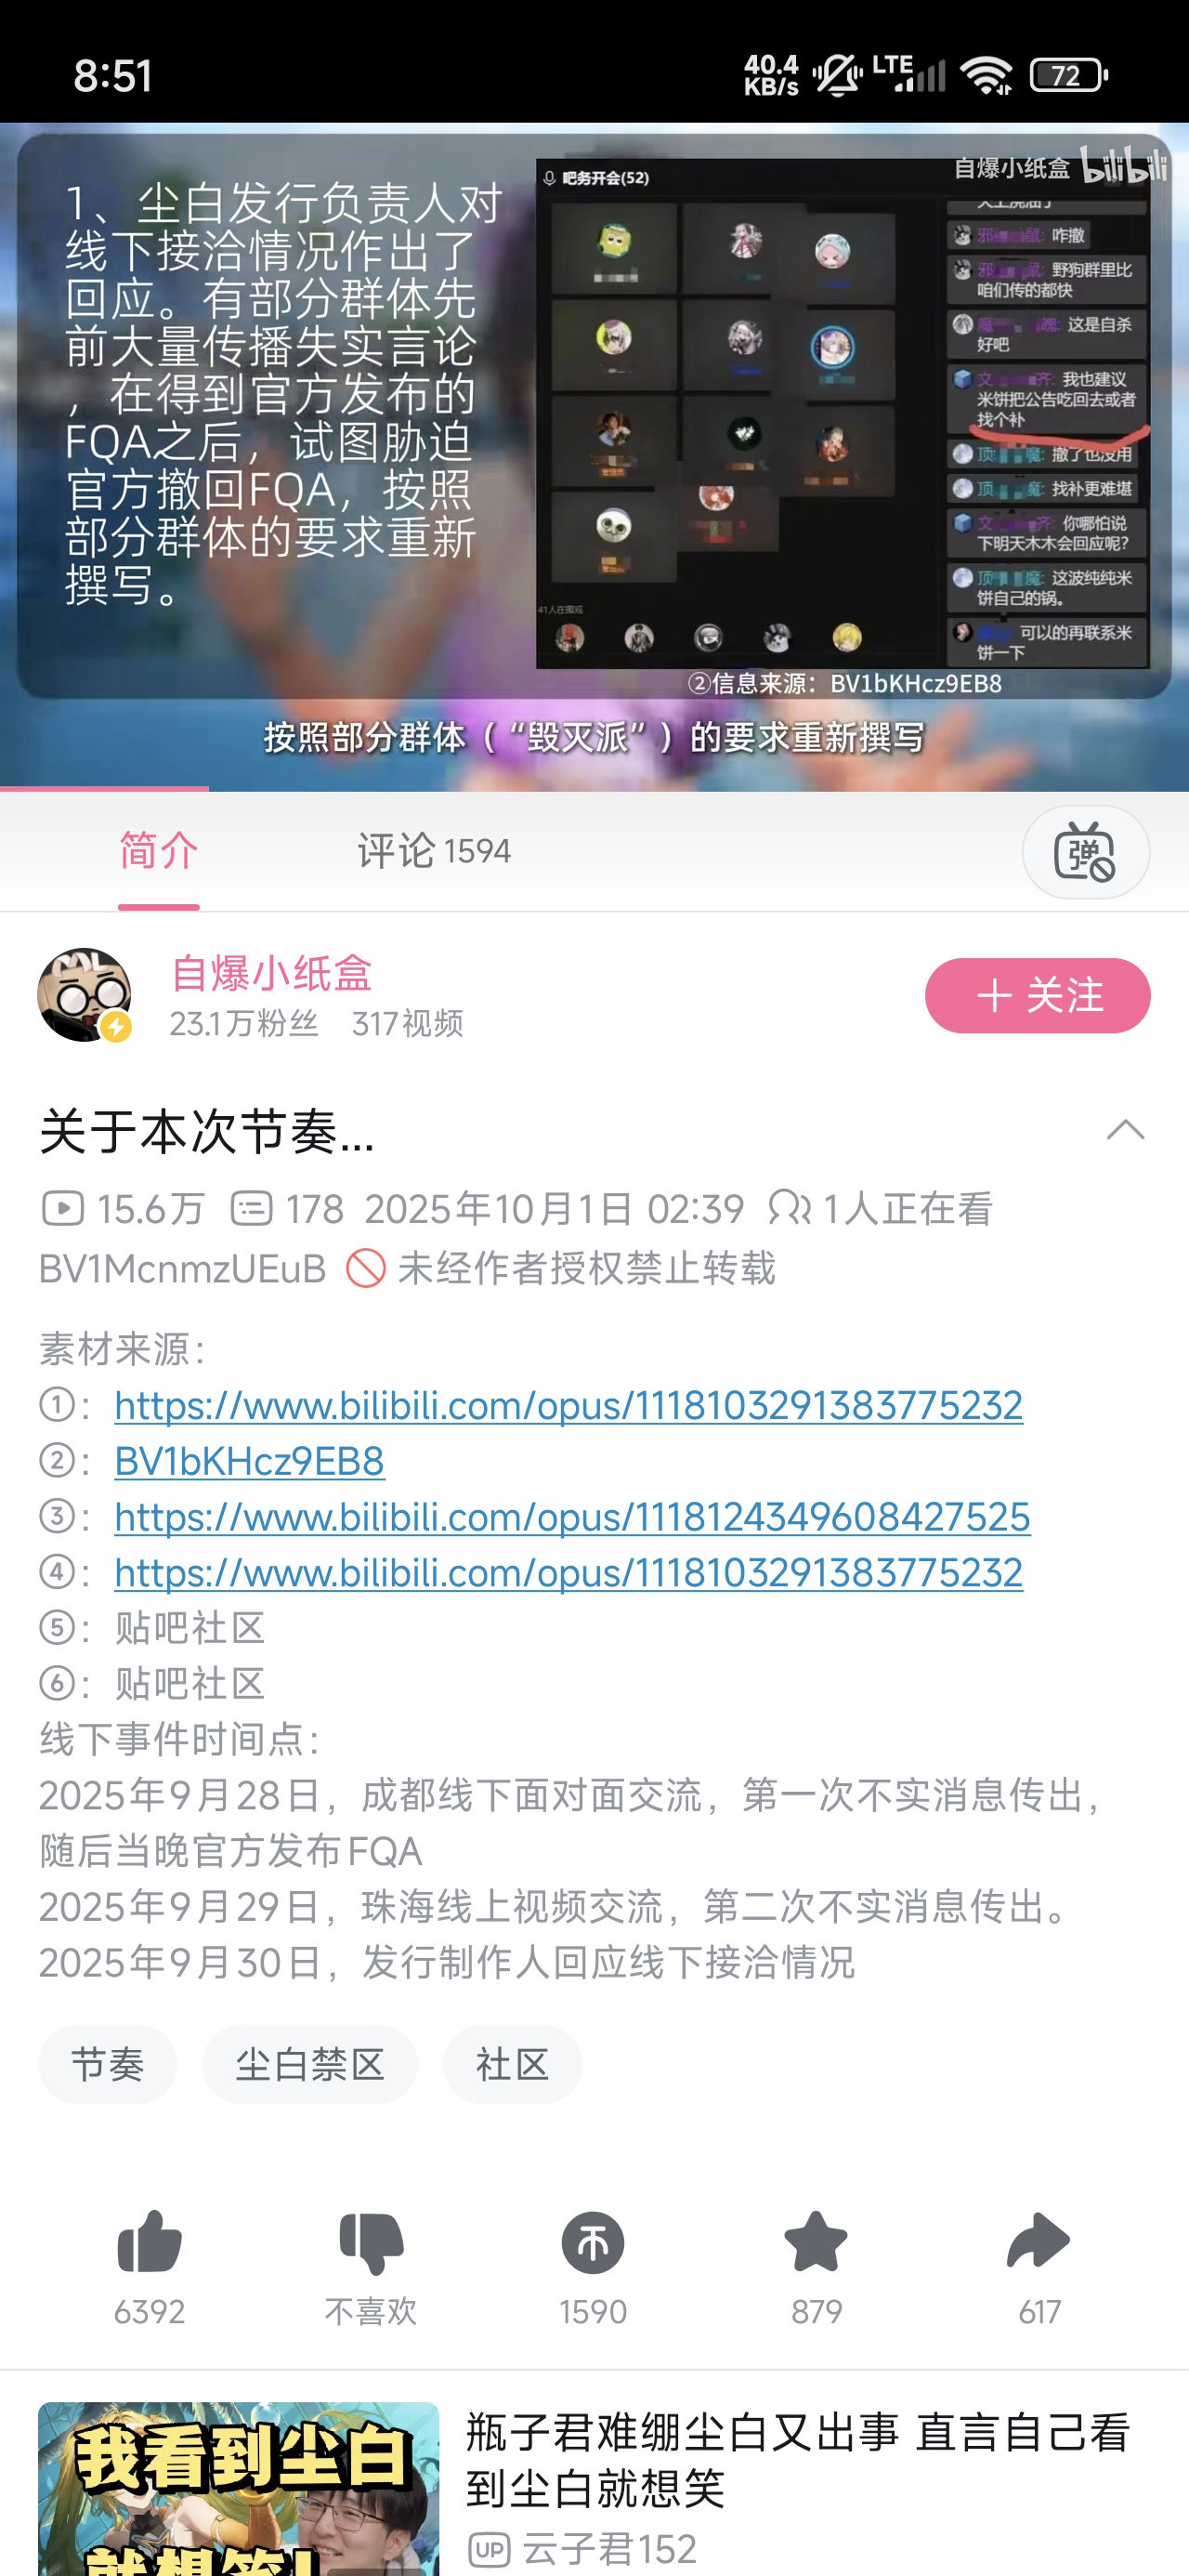 8:51
40.4
KB/s
LTE
72
1、尘白发行负责人对
线下接洽情况作出了
回应。有部分群体先
前大量传播失实言论
，在得到官方发布的
FQA之后，试图胁迫
官方撤回FQA，按照
部分群体的要求重新
撰写。
吧务开会(52)
自爆小纸盒 bilibili
咋撤
野狗群里比
咱们传的都快
这是自杀
好吧
我也建议
米饼把公告吃回去或者
找个补
撤了也没用
找补更难堪
你哪怕说
下明天木木会回应呢?
这波纯纯米
饼自己的锅。
可以的再联系米
饼一下
41人在围观
②信息来源：BV1bKHcz9EB8
按照部分群体（“毁灭派”）的要求重新撰写
简介
评论 1594
弹
自爆小纸盒
23.1万粉丝 317视频
关注
关于本次节奏...
15.6万 178 2025年10月1日 02:39 1人正在看
BV1McnmzUEuB 未经作者授权禁止转载
素材来源：
①：https://www.bilibili.com/opus/1118103291383775232
②：BV1bKHcz9EB8
③：https://www.bilibili.com/opus/1118124349608427525
④：https://www.bilibili.com/opus/1118103291383775232
⑤：贴吧社区
⑥：贴吧社区
线下事件时间点：
2025年9月28日，成都线下面对面交流，第一次不实消息传出，
随后当晚官方发布FQA
2025年9月29日，珠海线上视频交流，第二次不实消息传出。
2025年9月30日，发行制作人回应线下接洽情况
节奏
尘白禁区
社区
6392
不喜欢
1590
879
617
我看到尘白
就想笑!
瓶子君难绷尘白又出事 直言自己看
到尘白就想笑
UP 云子君152